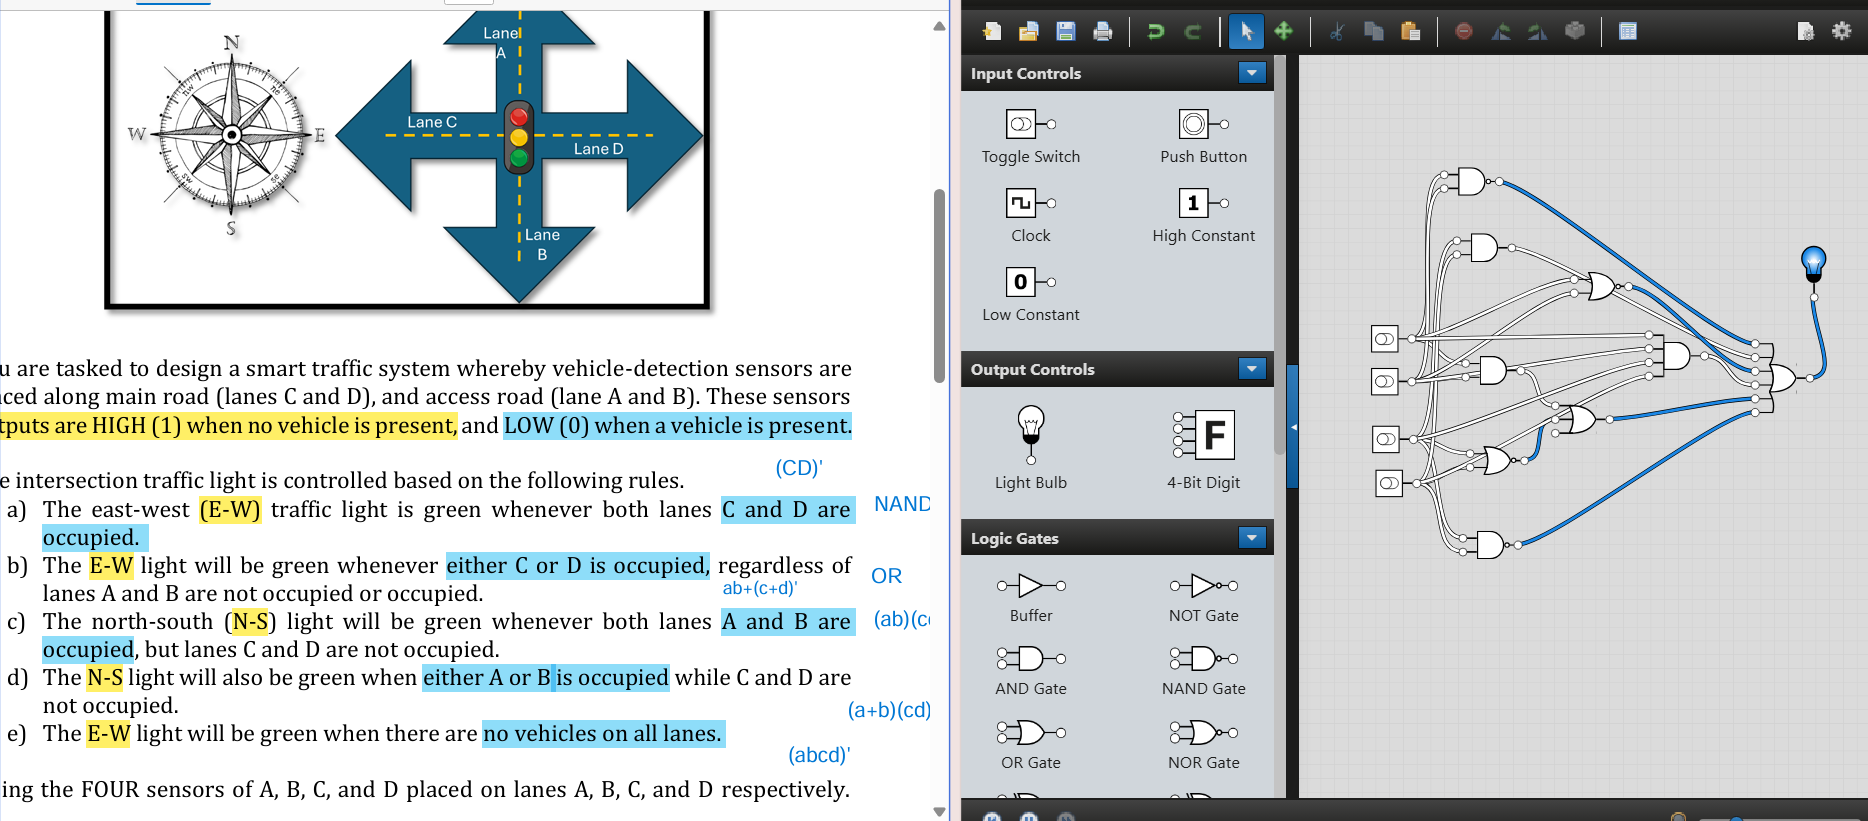 N
W
E
S
nw
ne
sw
se
Lane
A
Lane C
Lane D
Lane
B
u are tasked to design a smart traffic system whereby vehicle-detection sensors are
ced along main road (lanes C and D), and access road (lane A and B). These sensors
tputs are HIGH (1) when no vehicle is present, and LOW (0) when a vehicle is present.
(CD)'
e intersection traffic light is controlled based on the following rules.
a) The east-west (E-W) traffic light is green whenever both lanes C and D are
NAND
occupied.
b) The E-W light will be green whenever either C or D is occupied, regardless of
OR
lanes A and B are not occupied or occupied.
ab+(c+d)'
c) The north-south (N-S) light will be green whenever both lanes A and B are
(ab)(c
occupied, but lanes C and D are not occupied.
d) The N-S light will also be green when either A or B is occupied while C and D are
not occupied.
(a+b)(cd)
e) The E-W light will be green when there are no vehicles on all lanes.
(abcd)'
ing the FOUR sensors of A, B, C, and D placed on lanes A, B, C, and D respectively.
Input Controls
Toggle Switch
Push Button
Clock
1
High Constant
0
Low Constant
Output Controls
Light Bulb
F
4-Bit Digit
Logic Gates
Buffer
NOT Gate
AND Gate
NAND Gate
OR Gate
NOR Gate